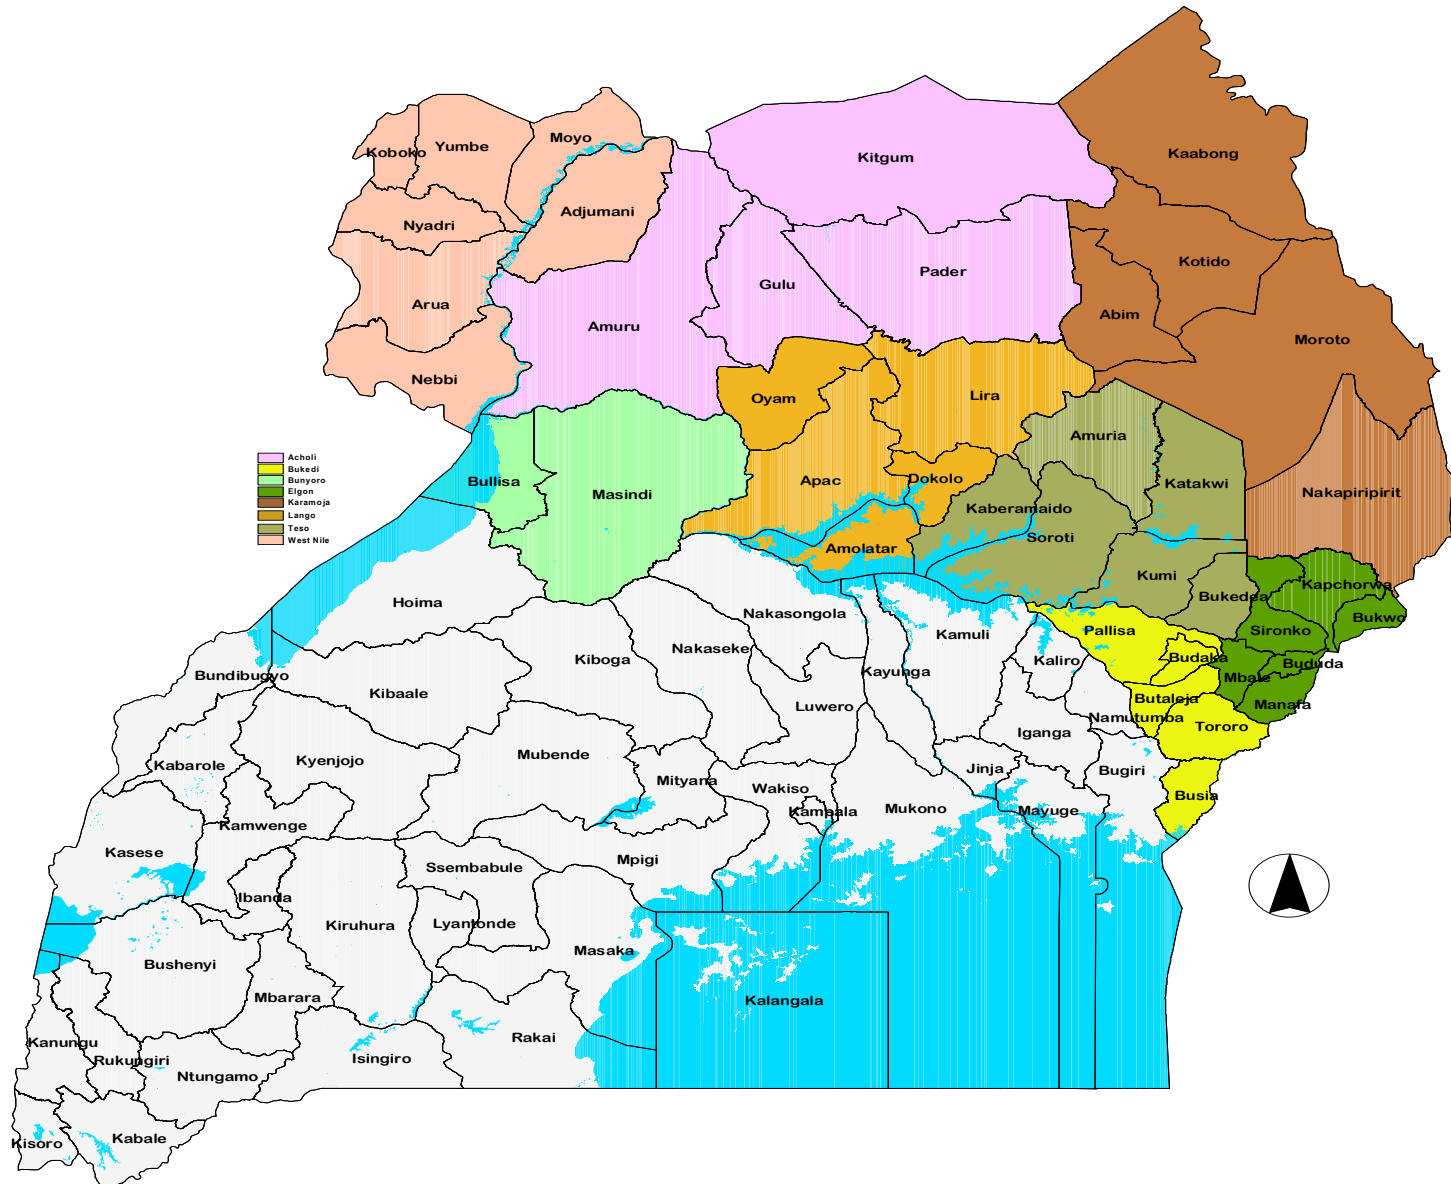 Moyo
Koboko
Yumbe
Kitgum
Kaabong
Adjumani
Nyadri
Kotido
Pader
Gulu
Arua
Abim
Amuru
Moroto
Nebbi
Oyam
Lira
Amuria
Acholi
Bukedi
Bunyoro
Elgon
Karamoja
Lango
Teso
West Nile
Bullisa
Masindi
Apac
Dokolo
Katakwi
Nakapiripirit
Kaberamaido
Soroti
Amolatar
Kumi
Kapchorwa
Bukedea
Hoima
Nakasongola
Kamuli
Pallisa
Sironko
Bukwo
Kiboga
Nakaseke
Kaliro
Budaka
Bududa
Bundibugyo
Kayunga
Mbale
Kibaale
Luwero
Butaleja
Manafa
Namutumba
Tororo
Iganga
Kabarole
Kyenjojo
Mubende
Mityana
Jinja
Bugiri
Wakiso
Busia
Kampala
Mukono
Mayuge
Kamwenge
Kasese
Ssembabule
Mpigi
Ibanda
Kiruhura
Lyantonde
Masaka
Bushenyi
Mbarara
Kalangala
Kanungu
Rukungiri
Isingiro
Rakai
Ntungamo
Kisoro
Kabale